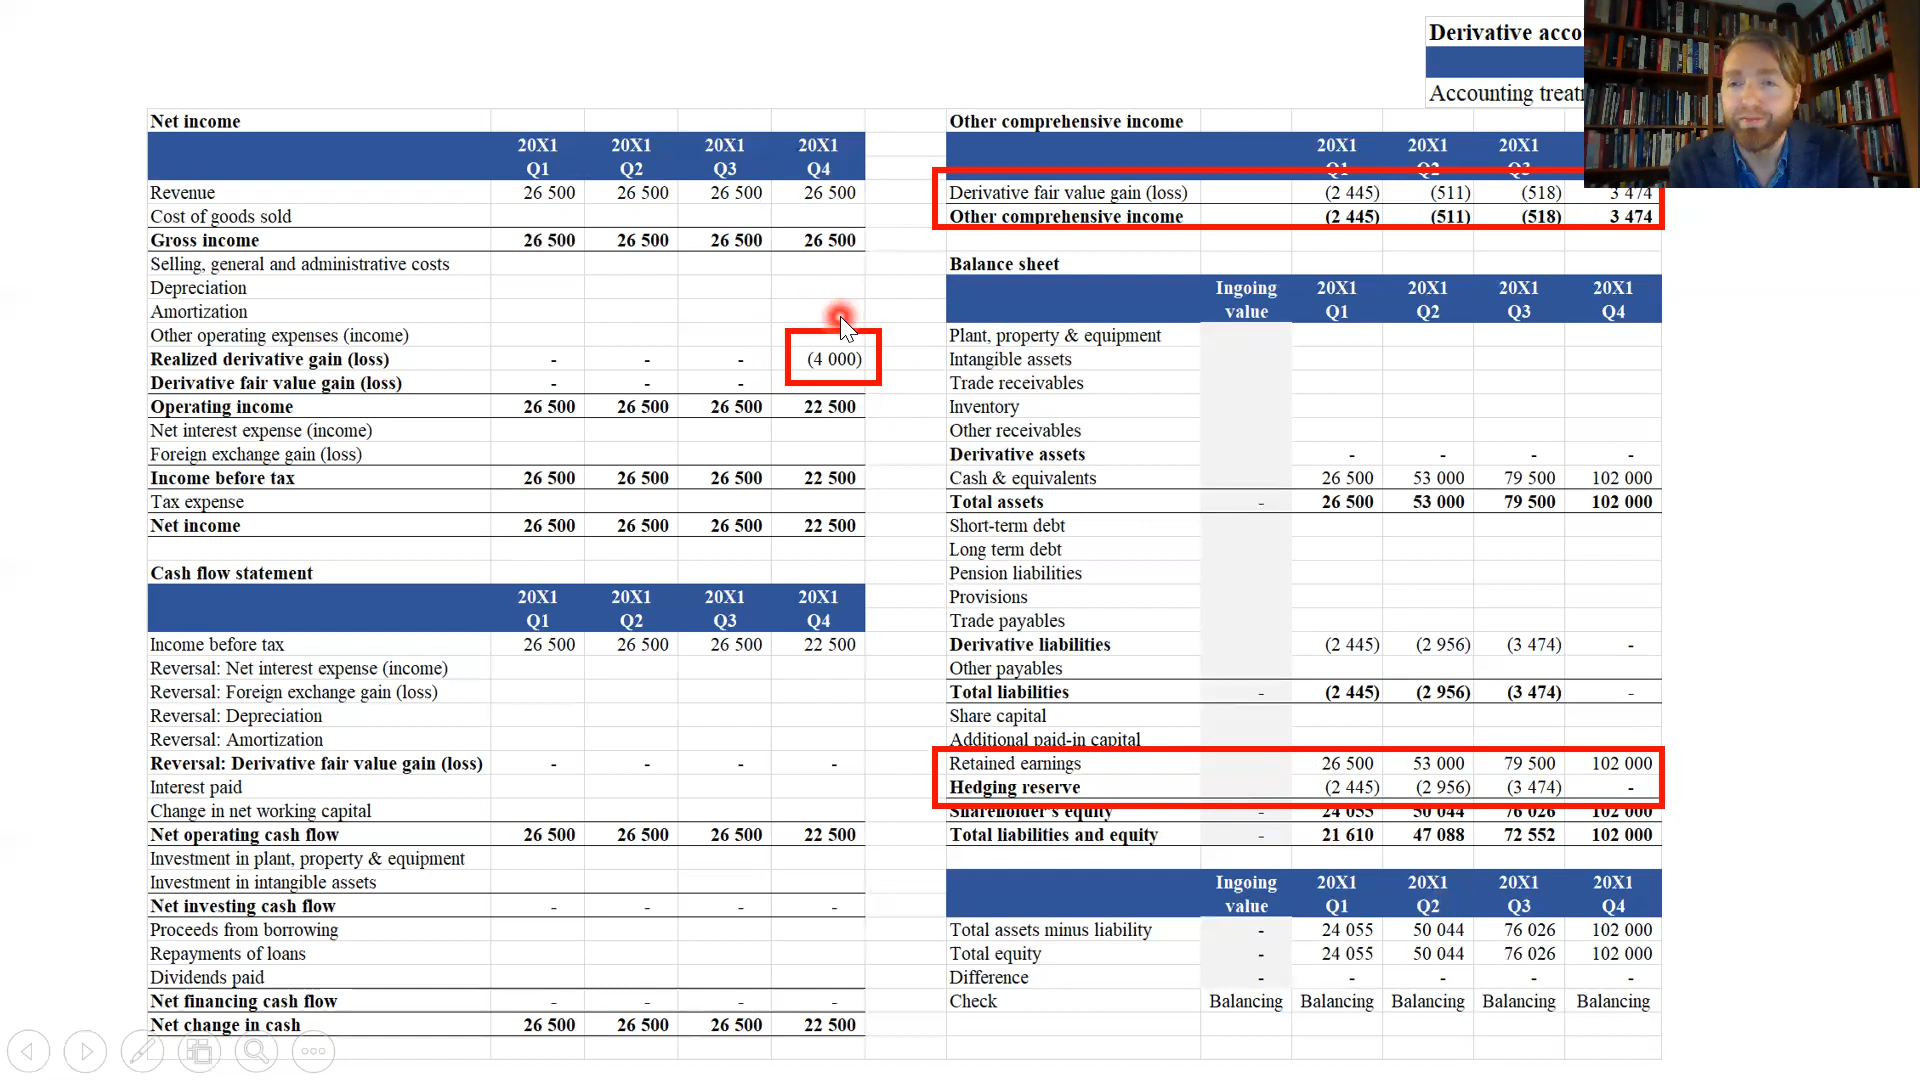 Derivative acco
Accounting treat
Net income
20X1 20X1 20X1 20X1
Q1 Q2 Q3 Q4
Revenue 26 500 26 500 26 500 26 500
Cost of goods sold
Gross income 26 500 26 500 26 500 26 500
Selling, general and administrative costs
Depreciation
Amortization
Other operating expenses (income)
Realized derivative gain (loss) - - - (4 000)
Derivative fair value gain (loss) - - -
Operating income 26 500 26 500 26 500 22 500
Net interest expense (income)
Foreign exchange gain (loss)
Income before tax 26 500 26 500 26 500 22 500
Tax expense
Net income 26 500 26 500 26 500 22 500
Cash flow statement
20X1 20X1 20X1 20X1
Q1 Q2 Q3 Q4
Income before tax 26 500 26 500 26 500 22 500
Reversal: Net interest expense (income)
Reversal: Foreign exchange gain (loss)
Reversal: Depreciation
Reversal: Amortization
Reversal: Derivative fair value gain (loss) - - - -
Interest paid
Change in net working capital
Net operating cash flow 26 500 26 500 26 500 22 500
Investment in plant, property & equipment
Investment in intangible assets
Net investing cash flow - - - -
Proceeds from borrowing
Repayments of loans
Dividends paid
Net financing cash flow - - - -
Net change in cash 26 500 26 500 26 500 22 500
Other comprehensive income
20X1 20X1 20X1
Q1 Q2 Q3
Derivative fair value gain (loss) (2 445) (511) (518) 3 474
Other comprehensive income (2 445) (511) (518) 3 474
Balance sheet
Ingoing 20X1 20X1 20X1 20X1
value Q1 Q2 Q3 Q4
Plant, property & equipment
Intangible assets
Trade receivables
Inventory
Other receivables
Derivative assets - - - -
Cash & equivalents 26 500 53 000 79 500 102 000
Total assets - 26 500 53 000 79 500 102 000
Short-term debt
Long term debt
Pension liabilities
Provisions
Trade payables
Derivative liabilities (2 445) (2 956) (3 474) -
Other payables
Total liabilities - (2 445) (2 956) (3 474) -
Share capital
Additional paid-in capital
Retained earnings 26 500 53 000 79 500 102 000
Hedging reserve (2 445) (2 956) (3 474) -
Shareholder's equity - 24 055 50 044 76 026 102 000
Total liabilities and equity - 21 610 47 088 72 552 102 000
Ingoing 20X1 20X1 20X1 20X1
value Q1 Q2 Q3 Q4
Total assets minus liability - 24 055 50 044 76 026 102 000
Total equity - 24 055 50 044 76 026 102 000
Difference - - - - -
Check Balancing Balancing Balancing Balancing Balancing